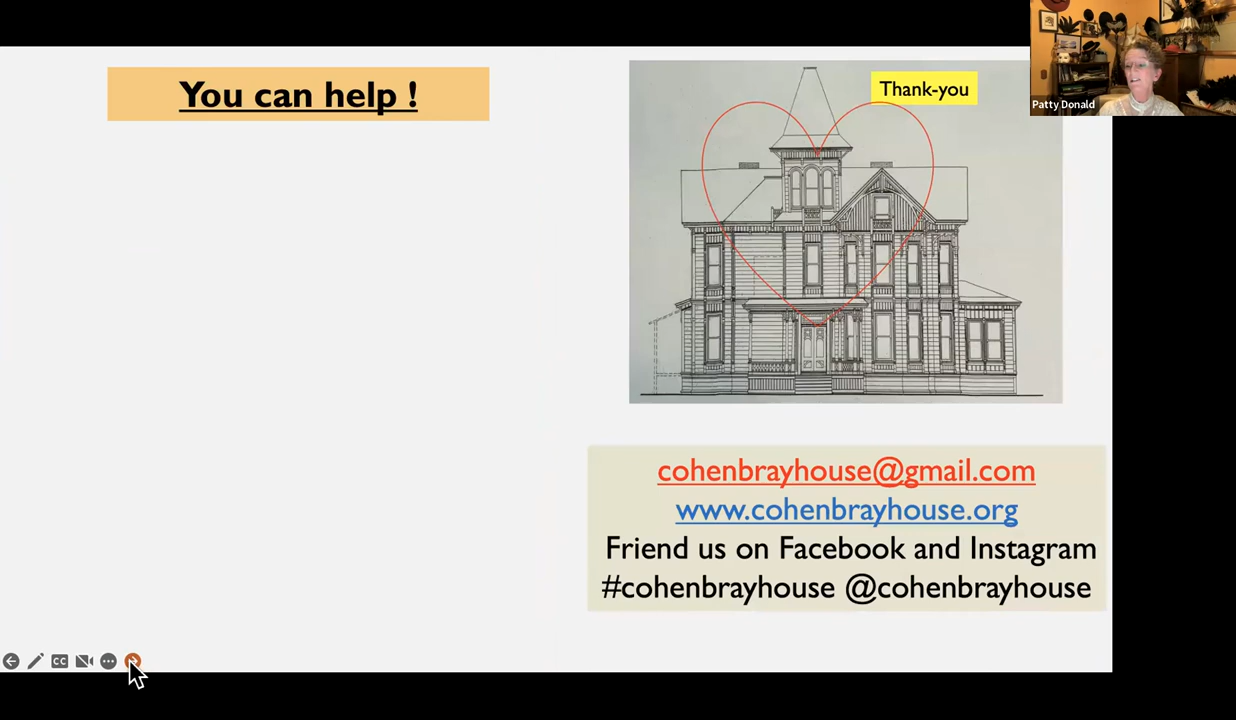 You can help !
Thank-you
Patty Donald
cohenbrayhouse@gmail.com
www.cohenbrayhouse.org
Friend us on Facebook and Instagram
#cohenbrayhouse @cohenbrayhouse
CC